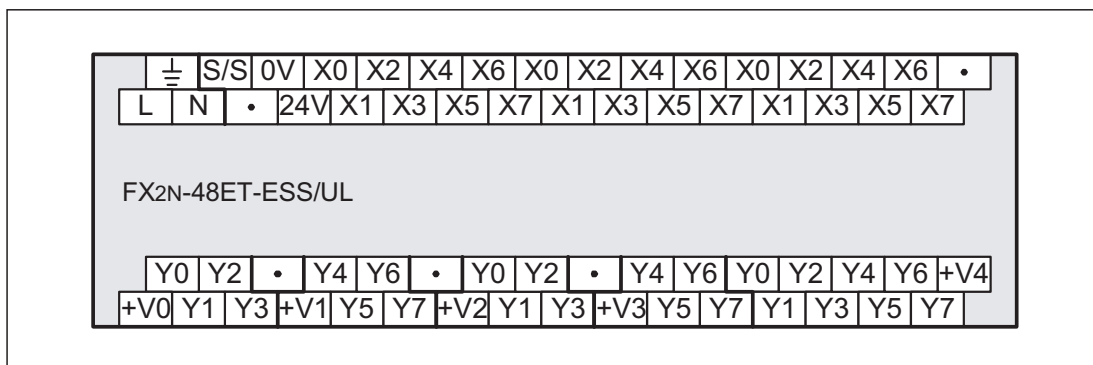 S/S 0V X0 X2 X4 X6 X0 X2 X4 X6 X0 X2 X4 X6 •
L N • 24V X1 X3 X5 X7 X1 X3 X5 X7 X1 X3 X5 X7
FX2N-48ET-ESS/UL
Y0 Y2 • Y4 Y6 • Y0 Y2 • Y4 Y6 Y0 Y2 Y4 Y6 +V4
+V0 Y1 Y3 +V1 Y5 Y7 +V2 Y1 Y3 +V3 Y5 Y7 Y1 Y3 Y5 Y7